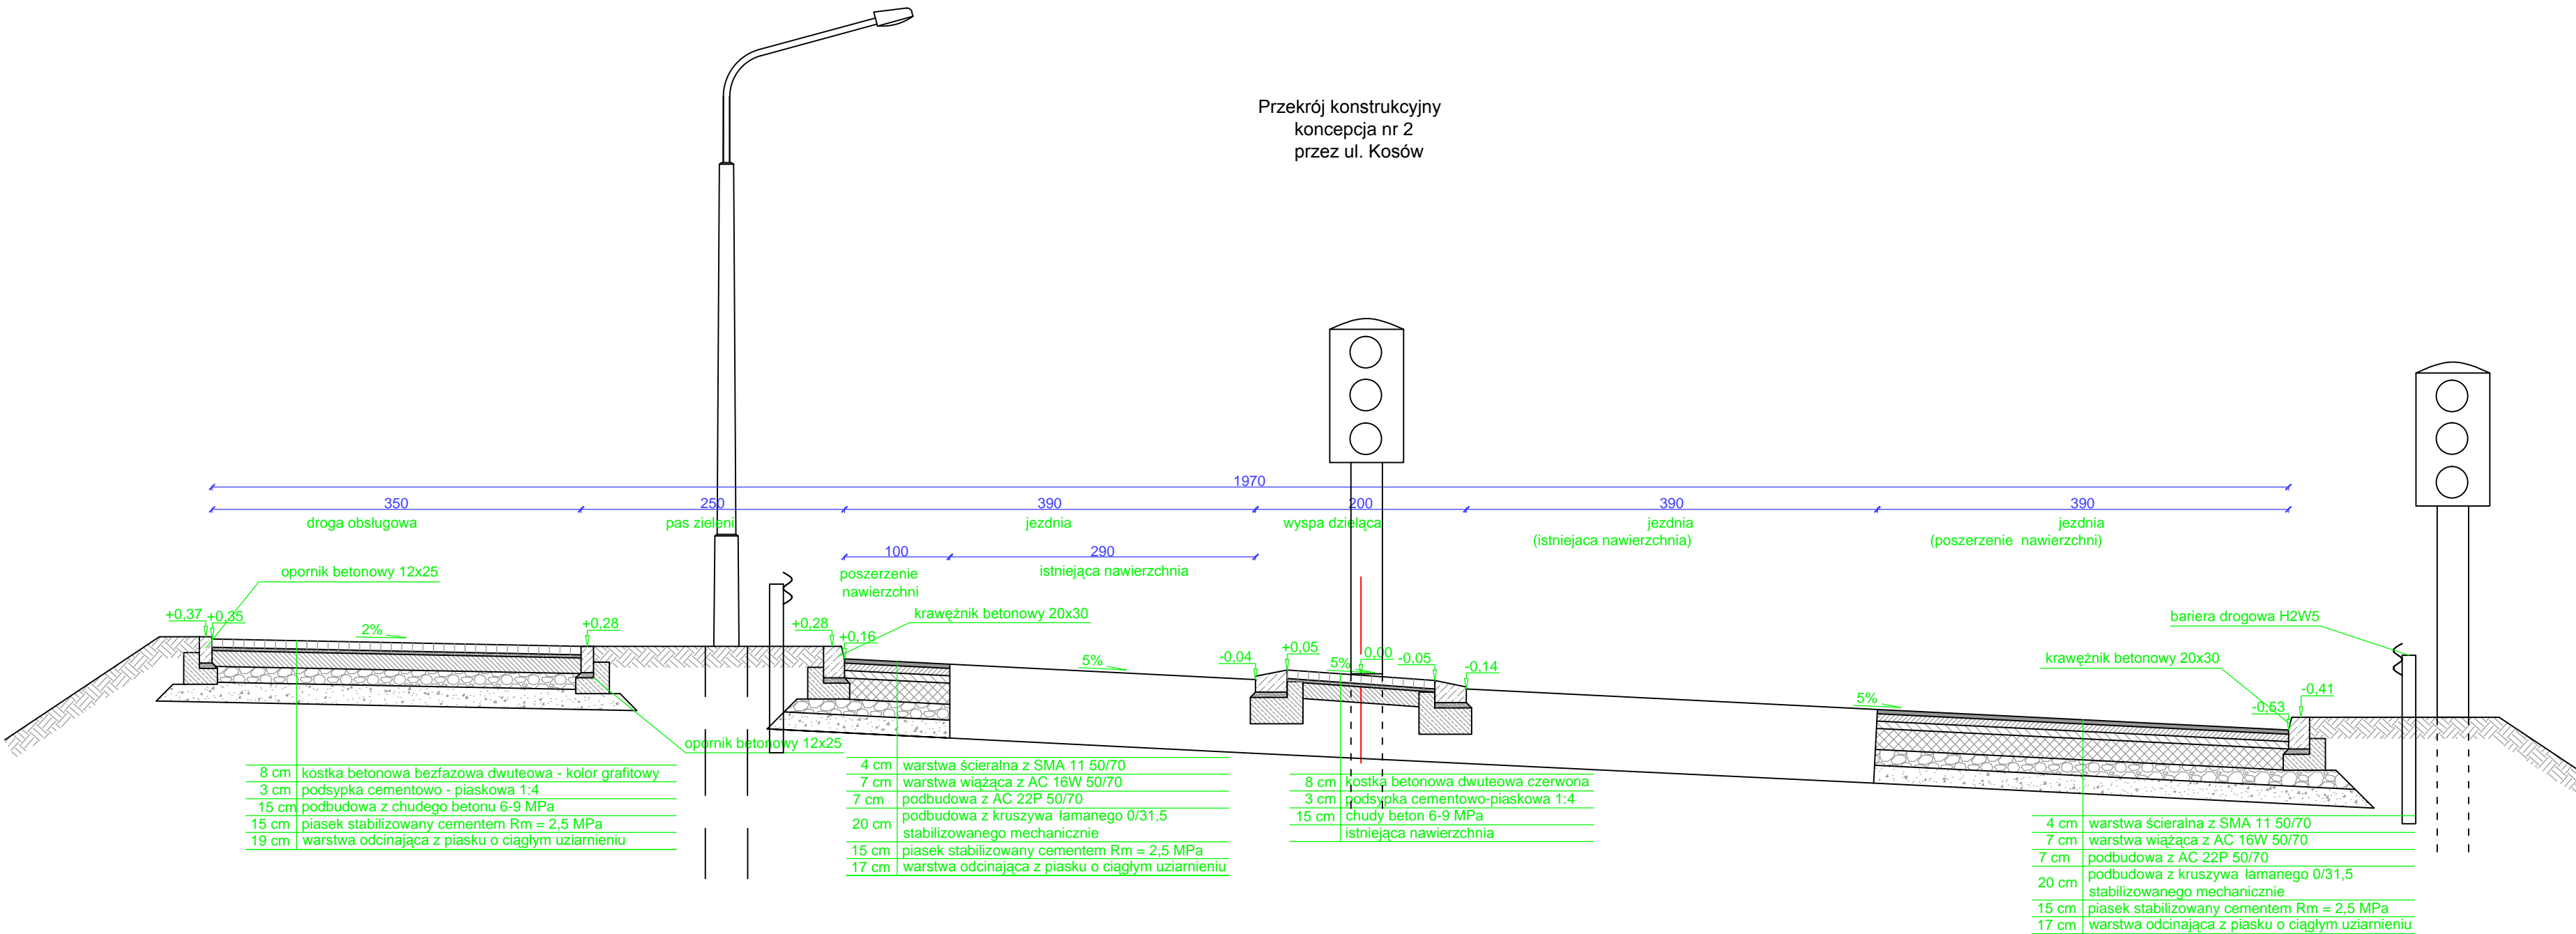 Przekrój konstrukcyjny
koncepcja nr 2
przez ul. Kosów
1970
350
250
390
200
390
390
droga obsługowa
pas zieleni
jezdnia
wyspa dzieląca
jezdnia
(istniejaca nawierzchnia)
jezdnia
(poszerzenie nawierzchni)
100
290
poszerzenie
nawierzchni
istniejąca nawierzchnia
opornik betonowy 12x25
krawężnik betonowy 20x30
bariera drogowa H2W5
krawężnik betonowy 20x30
+0,37
+0,35
2%
+0,28
+0,28
+0,16
5%
-0,04
+0,05
5%
0,00
-0,05
-0,14
5%
-0,53
-0,41
opornik betonowy 12x25
8 cm kostka betonowa bezfazowa dwuteowa - kolor grafitowy
3 cm podsypka cementowo - piaskowa 1:4
15 cm podbudowa z chudego betonu 6-9 MPa
15 cm piasek stabilizowany cementem Rm = 2,5 MPa
19 cm warstwa odcinająca z piasku o ciągłym uziarnieniu
4 cm warstwa ścieralna z SMA 11 50/70
7 cm warstwa wiążąca z AC 16W 50/70
7 cm podbudowa z AC 22P 50/70
20 cm podbudowa z kruszywa łamanego 0/31,5
stabilizowanego mechanicznie
15 cm piasek stabilizowany cementem Rm = 2,5 MPa
17 cm warstwa odcinająca z piasku o ciągłym uziarnieniu
8 cm kostka betonowa dwuteowa czerwona
3 cm podsypka cementowo-piaskowa 1:4
15 cm chudy beton 6-9 MPa
istniejąca nawierzchnia
4 cm warstwa ścieralna z SMA 11 50/70
7 cm warstwa wiążąca z AC 16W 50/70
7 cm podbudowa z AC 22P 50/70
20 cm podbudowa z kruszywa łamanego 0/31,5
stabilizowanego mechanicznie
15 cm piasek stabilizowany cementem Rm = 2,5 MPa
17 cm warstwa odcinająca z piasku o ciągłym uziarnieniu